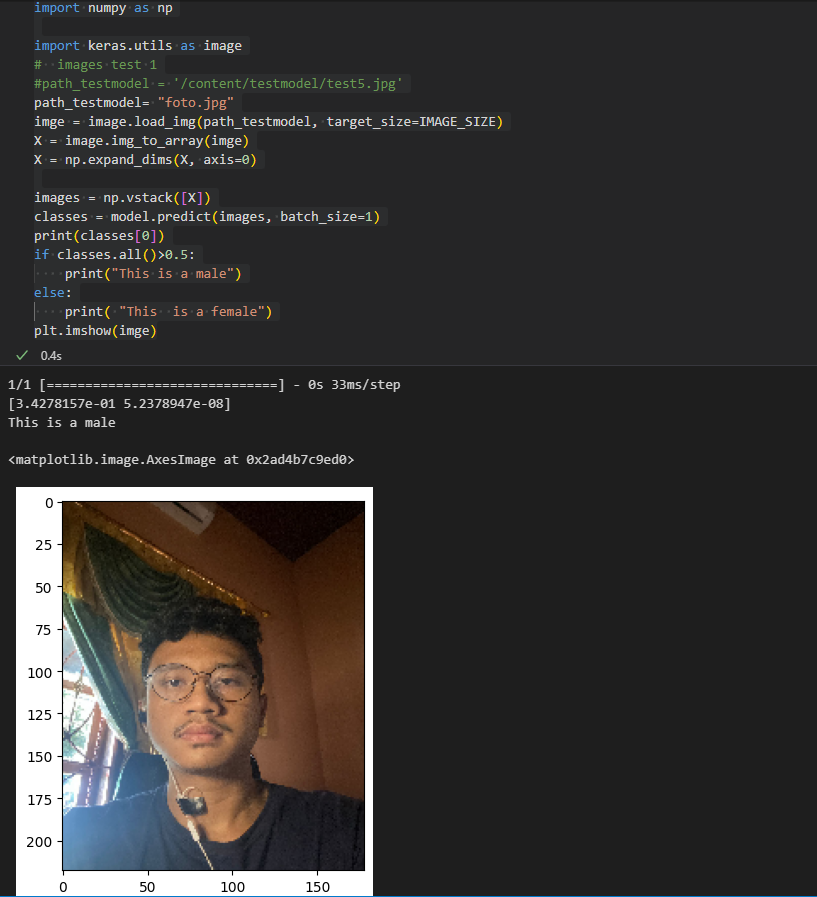 import numpy as np
import keras.utils as image
#  images test 1
#path_testmodel = '/content/testmodel/test5.jpg'
path_testmodel= "foto.jpg"
imge = image.load_img(path_testmodel, target_size=IMAGE_SIZE)
X = image.img_to_array(imge)
X = np.expand_dims(X, axis=0)
images = np.vstack([X])
classes = model.predict(images, batch_size=1)
print(classes[0])
if classes.all()>0.5:
    print("This is a male")
else:
    print( "This  is a female")
plt.imshow(imge)
0.4s
1/1 [==============================] - 0s 33ms/step
[3.4278157e-01 5.2378947e-08]
This is a male
<matplotlib.image.AxesImage at 0x2ad4b7c9ed0>
0
25
50
75
100
125
150
175
200
0 50 100 150